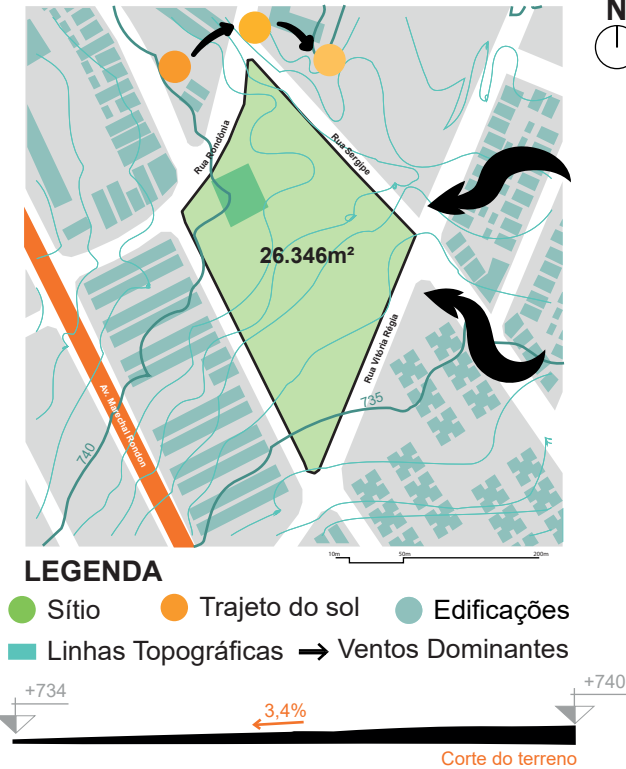 N
Rua Rondônia
Rua Sergipe
26.346m²
Rua Vitória Régia
735
Av. Marechal Rondon
740
10m 50m 200m
LEGENDA
Sítio
Trajeto do sol
Edificações
Linhas Topográficas
Ventos Dominantes
+734
+740
3,4%
Corte do terreno